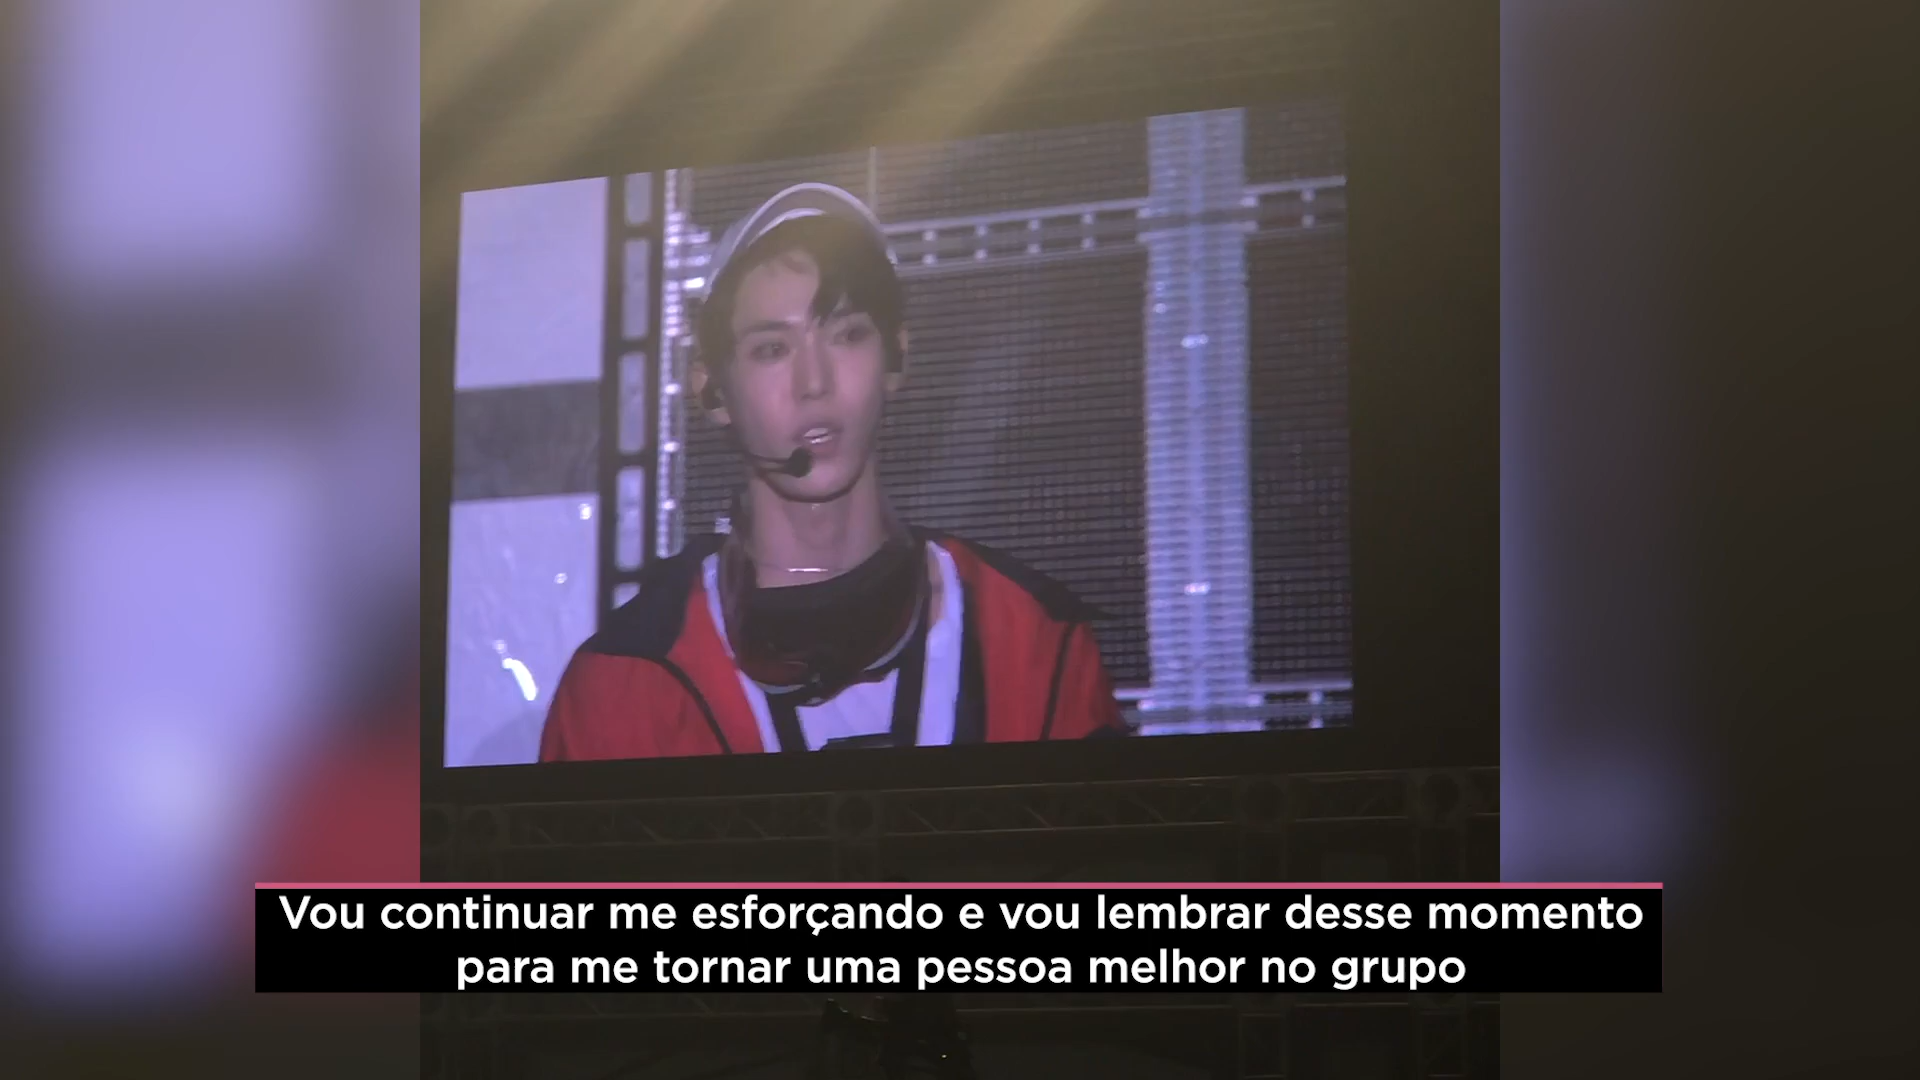 Vou continuar me esforçando e vou lembrar desse momento
para me tornar uma pessoa melhor no grupo